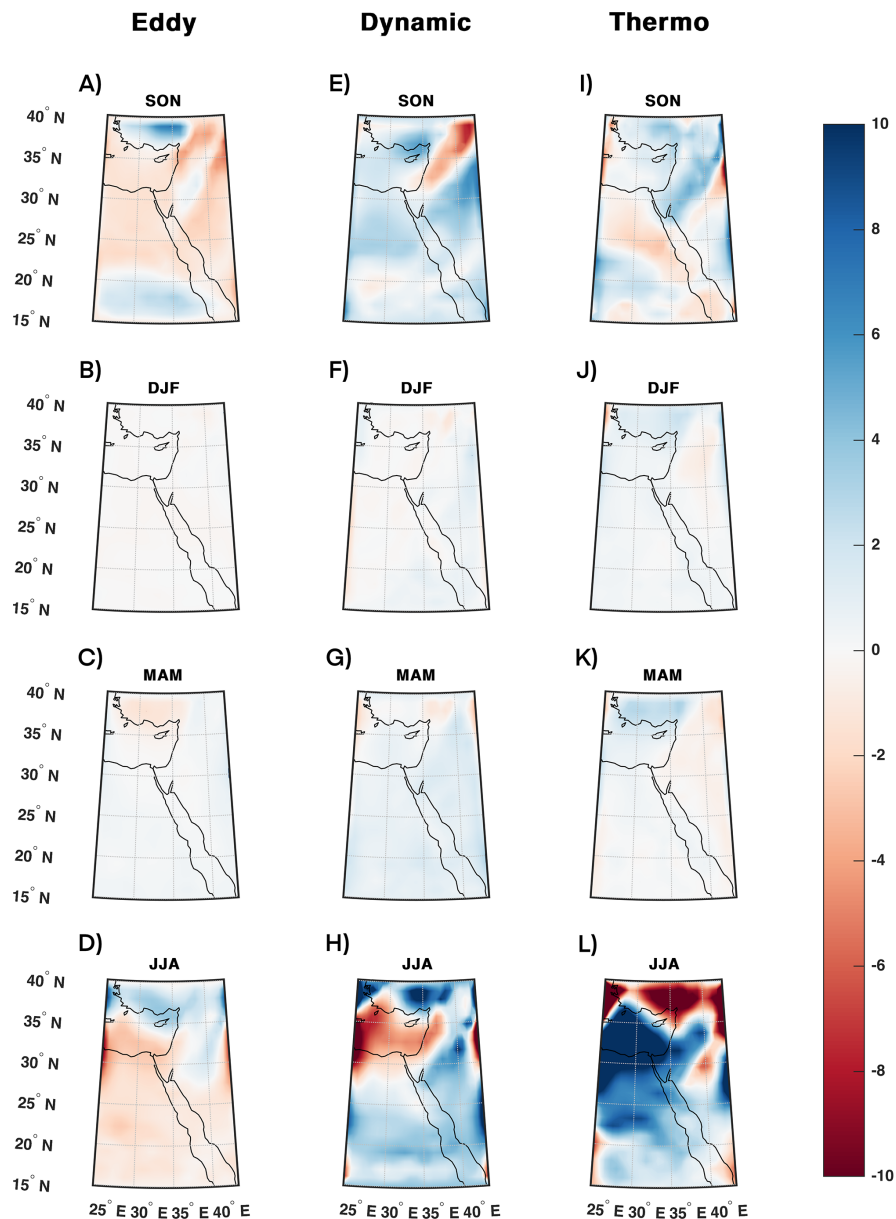 Eddy Dynamic Thermo
A) E) I)
SON SON SON
40° N
35° N
30° N
25° N
20° N
15° N
B) F) J)
DJF DJF DJF
40° N
35° N
30° N
25° N
20° N
15° N
C) G) K)
MAM MAM MAM
40° N
35° N
30° N
25° N
20° N
15° N
D) H) L)
JJA JJA JJA
40° N
35° N
30° N
25° N
20° N
15° N
25° E 30° E 35° E 40° E 25° E 30° E 35° E 40° E 25° E 30° E 35° E 40° E
10
8
6
4
2
0
-2
-4
-6
-8
-10